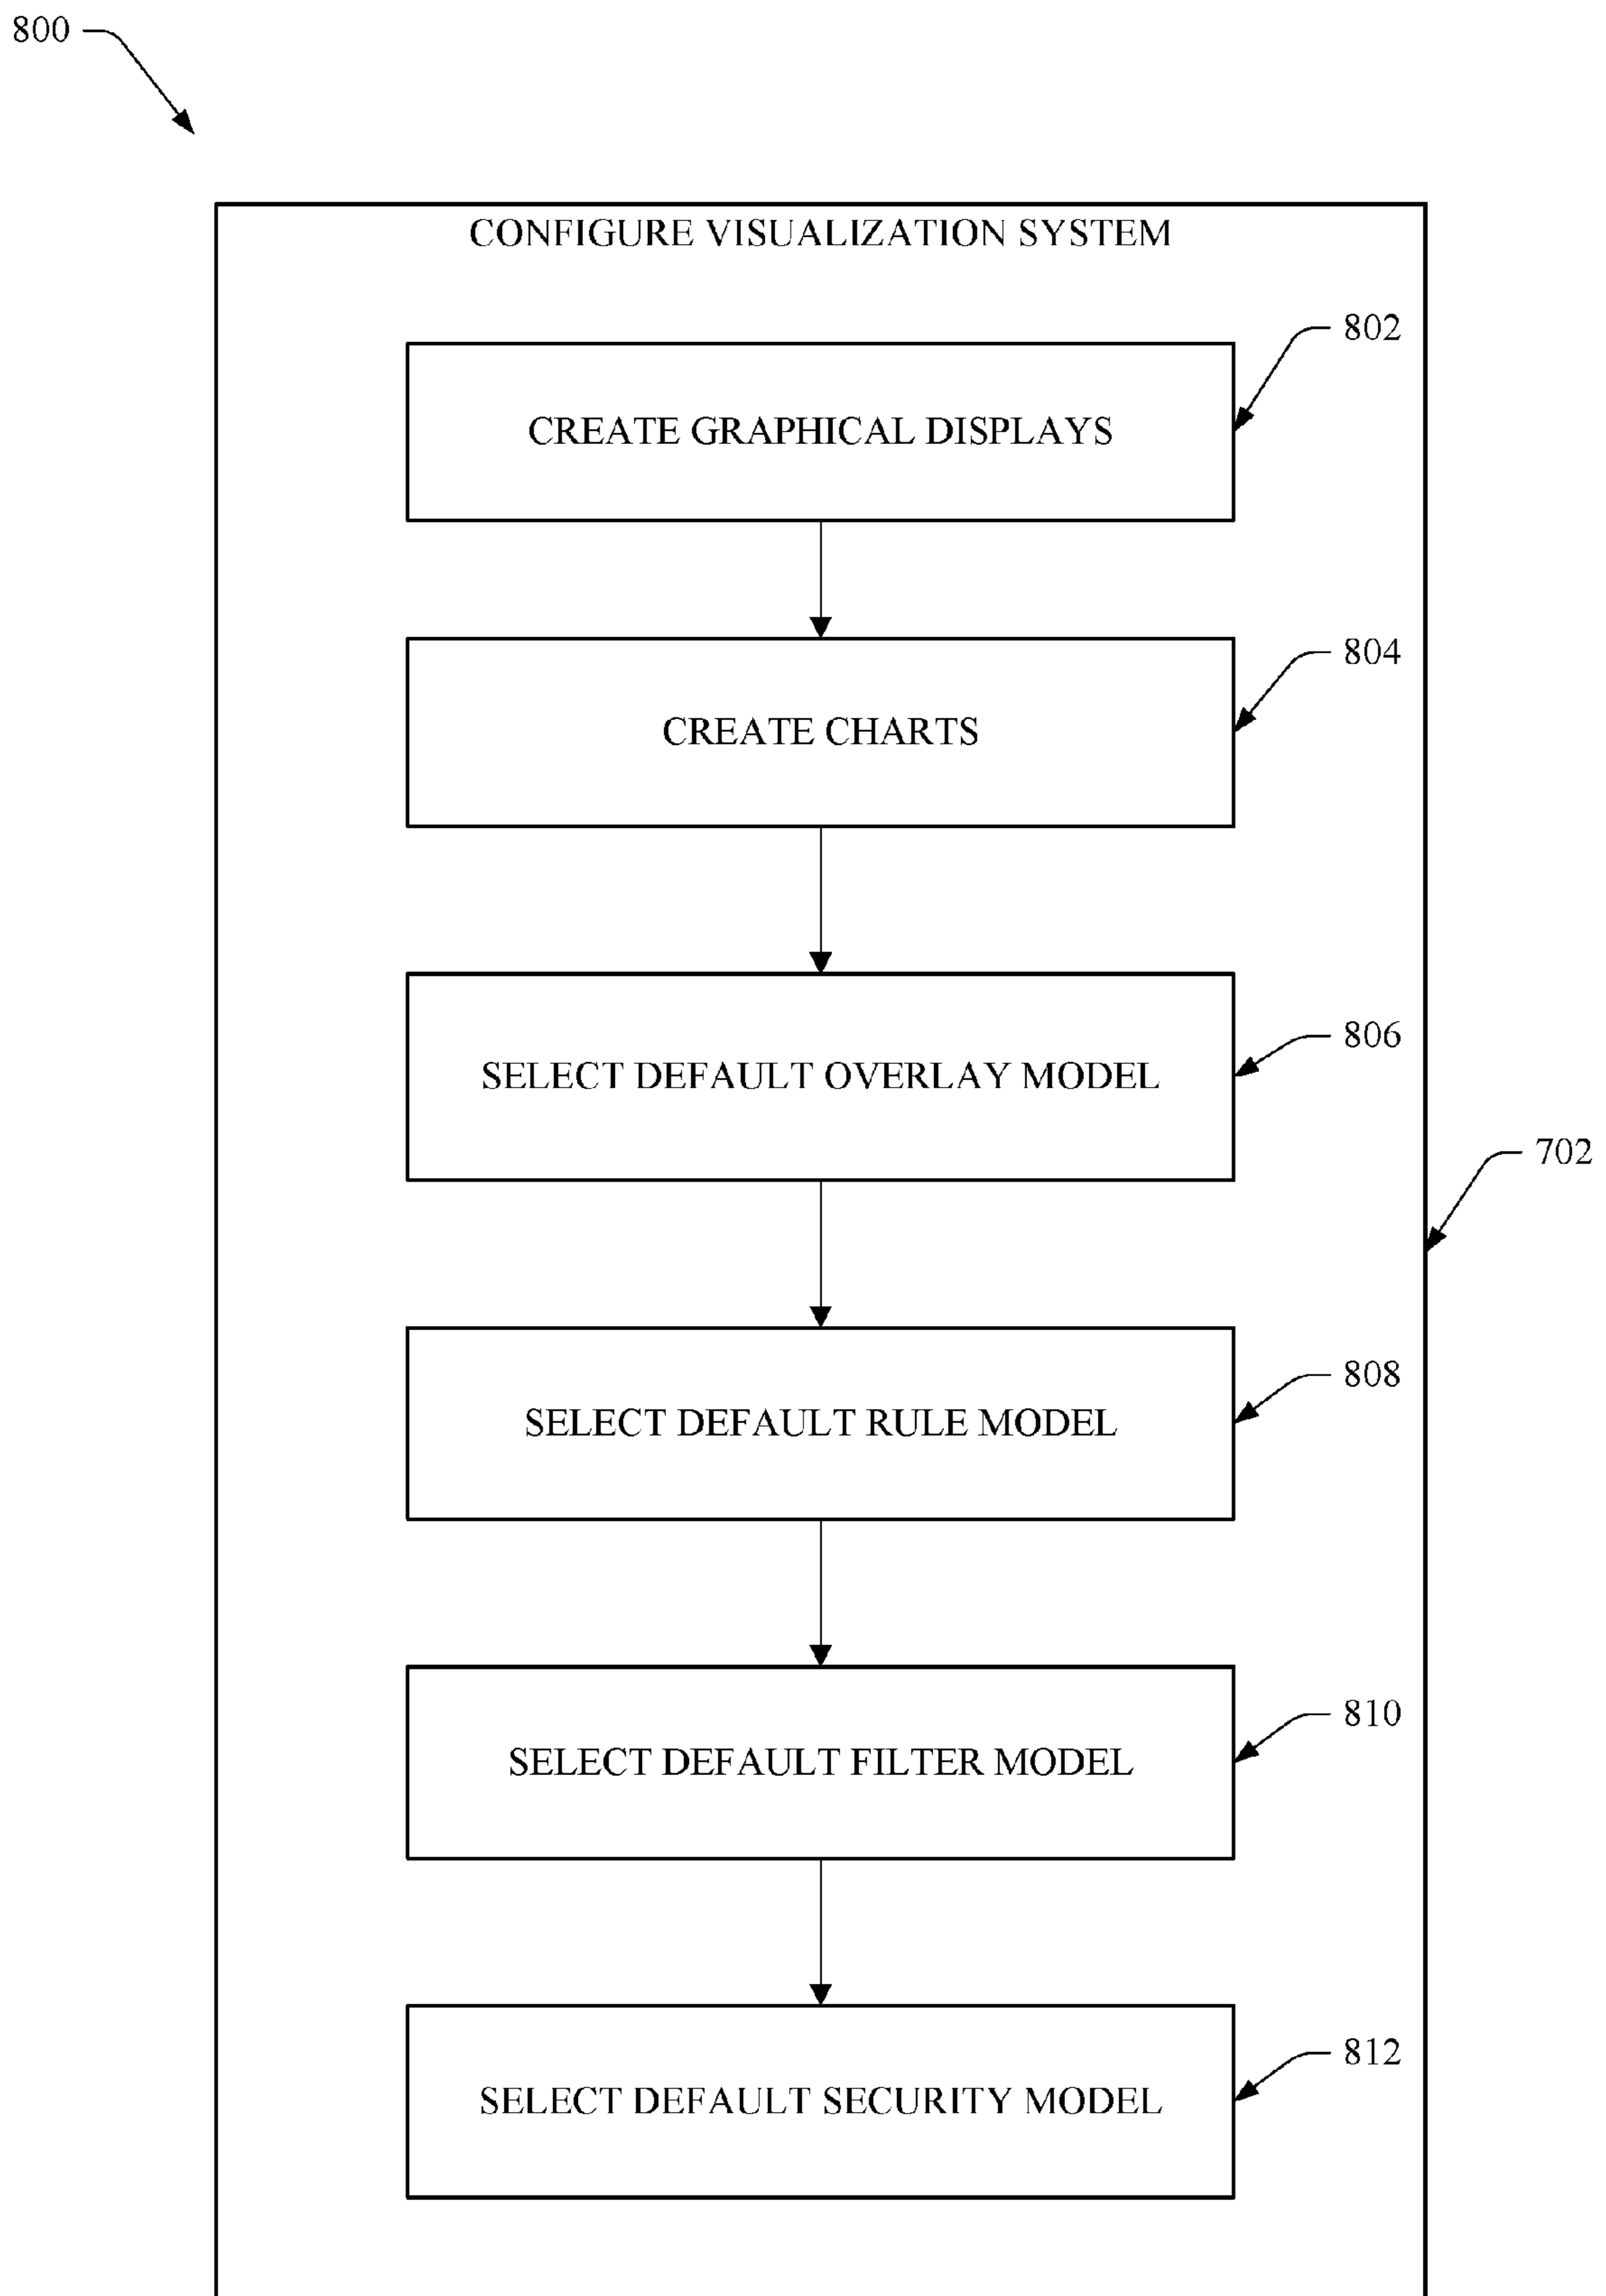 800
CONFIGURE VISUALIZATION SYSTEM
802
CREATE GRAPHICAL DISPLAYS
804
CREATE CHARTS
806
SELECT DEFAULT OVERLAY MODEL
702
808
SELECT DEFAULT RULE MODEL
810
SELECT DEFAULT FILTER MODEL
812
SELECT DEFAULT SECURITY MODEL